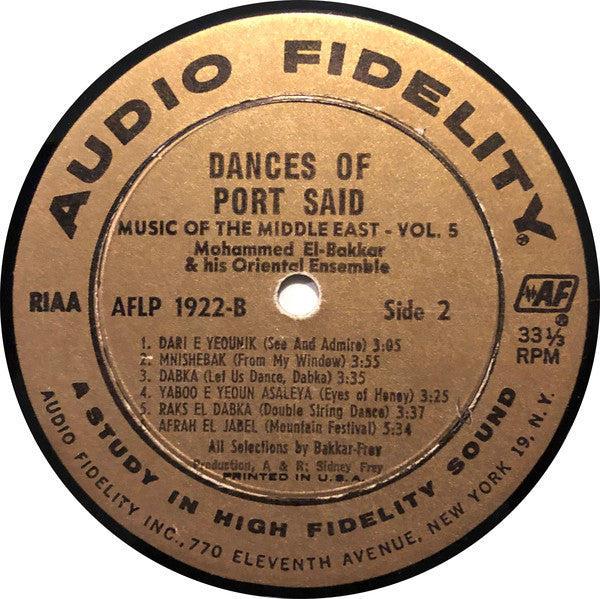 AUDIO FIDELITY®
DANCES OF
PORT SAID
MUSIC OF THE MIDDLE EAST - VOL. 5
Mohammed El-Bakkar
& his Oriental Ensemble
RIAA
AFLP 1922-B
Side 2
AF®
33 1/3
RPM
1. DARI E YEOUNIK (See And Admire) 3:05
2. MNISHEBAK (From My Window) 3:55
3. DABKA (Let Us Dance, Dabka) 3:35
4. YABOO E YEOUN ASALEYA (Eyes of Honey) 3:25
5. RAKS EL DABKA (Double String Dance) 3:37
6. AFRAH EL JABEL (Mountain Festival) 5:34
All Selections by Bakkar-Frey
Production, A & R: Sidney Frey
PRINTED IN U.S.A.
A STUDY IN HIGH FIDELITY SOUND
AUDIO FIDELITY INC., 770 ELEVENTH AVENUE, NEW YORK 19, N.Y.